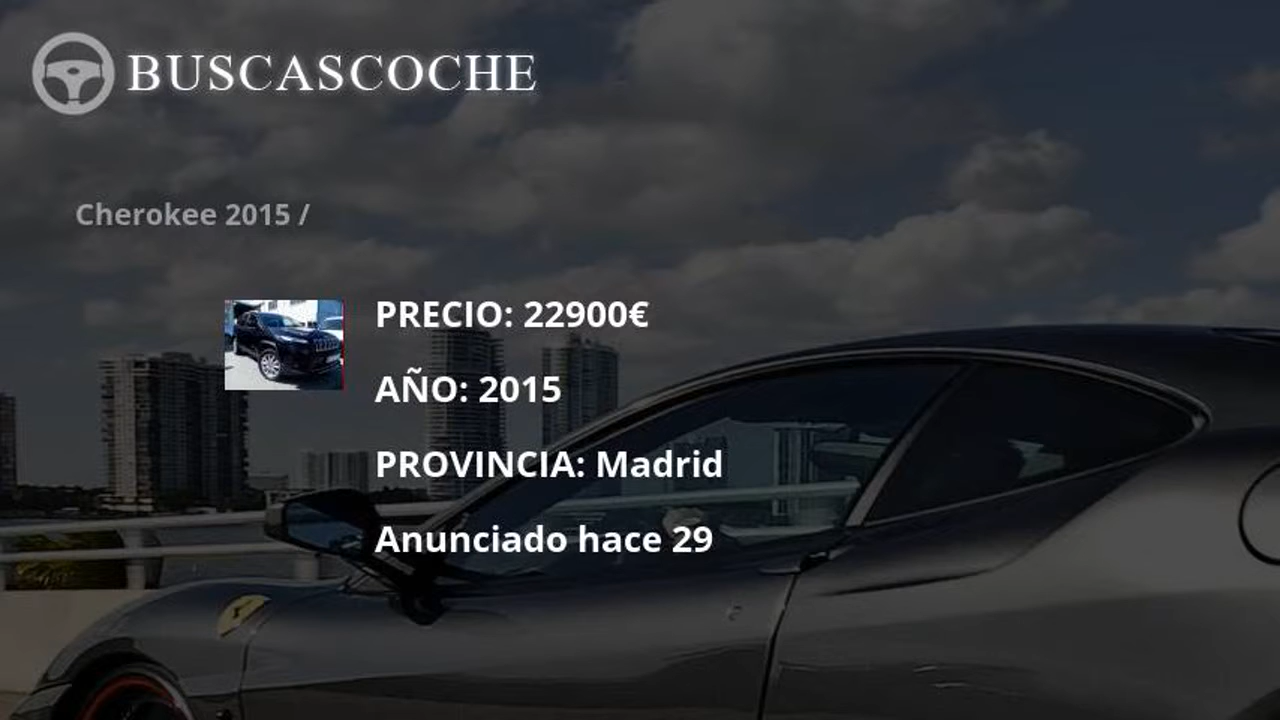 BUSCASCOCHE
Cherokee 2015 /
PRECIO: 22900€
AÑO: 2015
PROVINCIA: Madrid
Anunciado hace 29